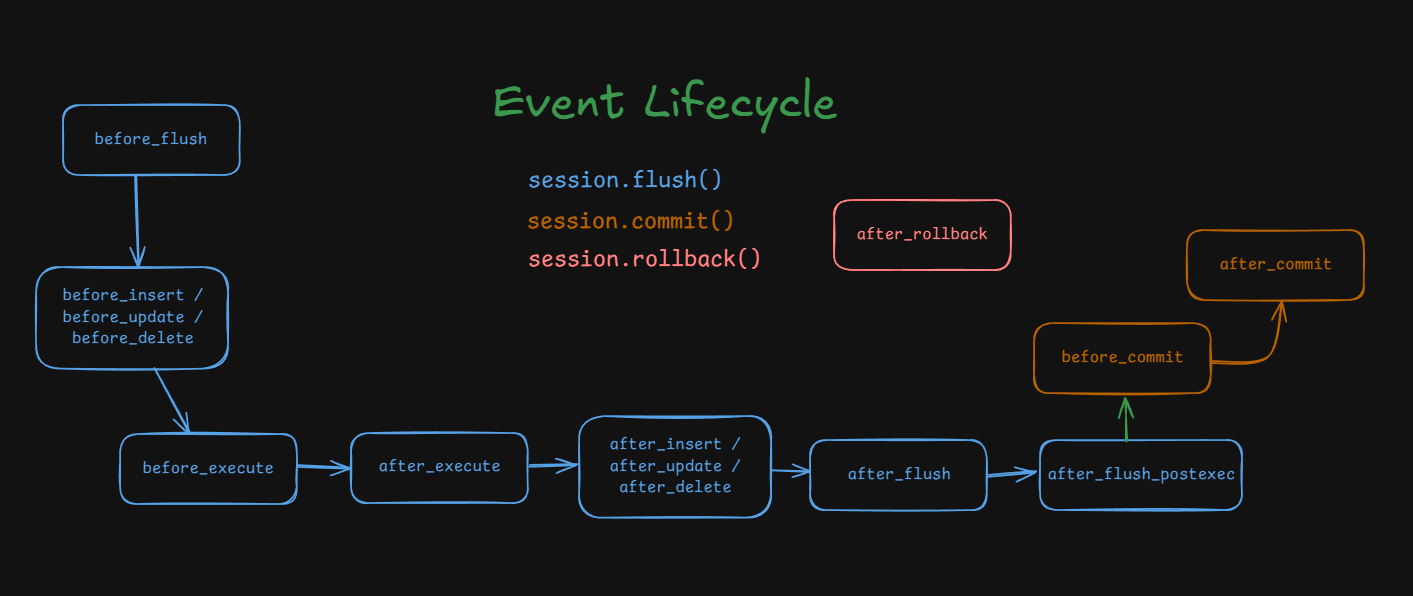 Event Lifecycle
session.flush()
session.commit()
session.rollback()
before_flush
before_insert /
before_update /
before_delete
before_execute
after_execute
after_insert /
after_update /
after_delete
after_flush
after_flush_postexec
before_commit
after_commit
after_rollback